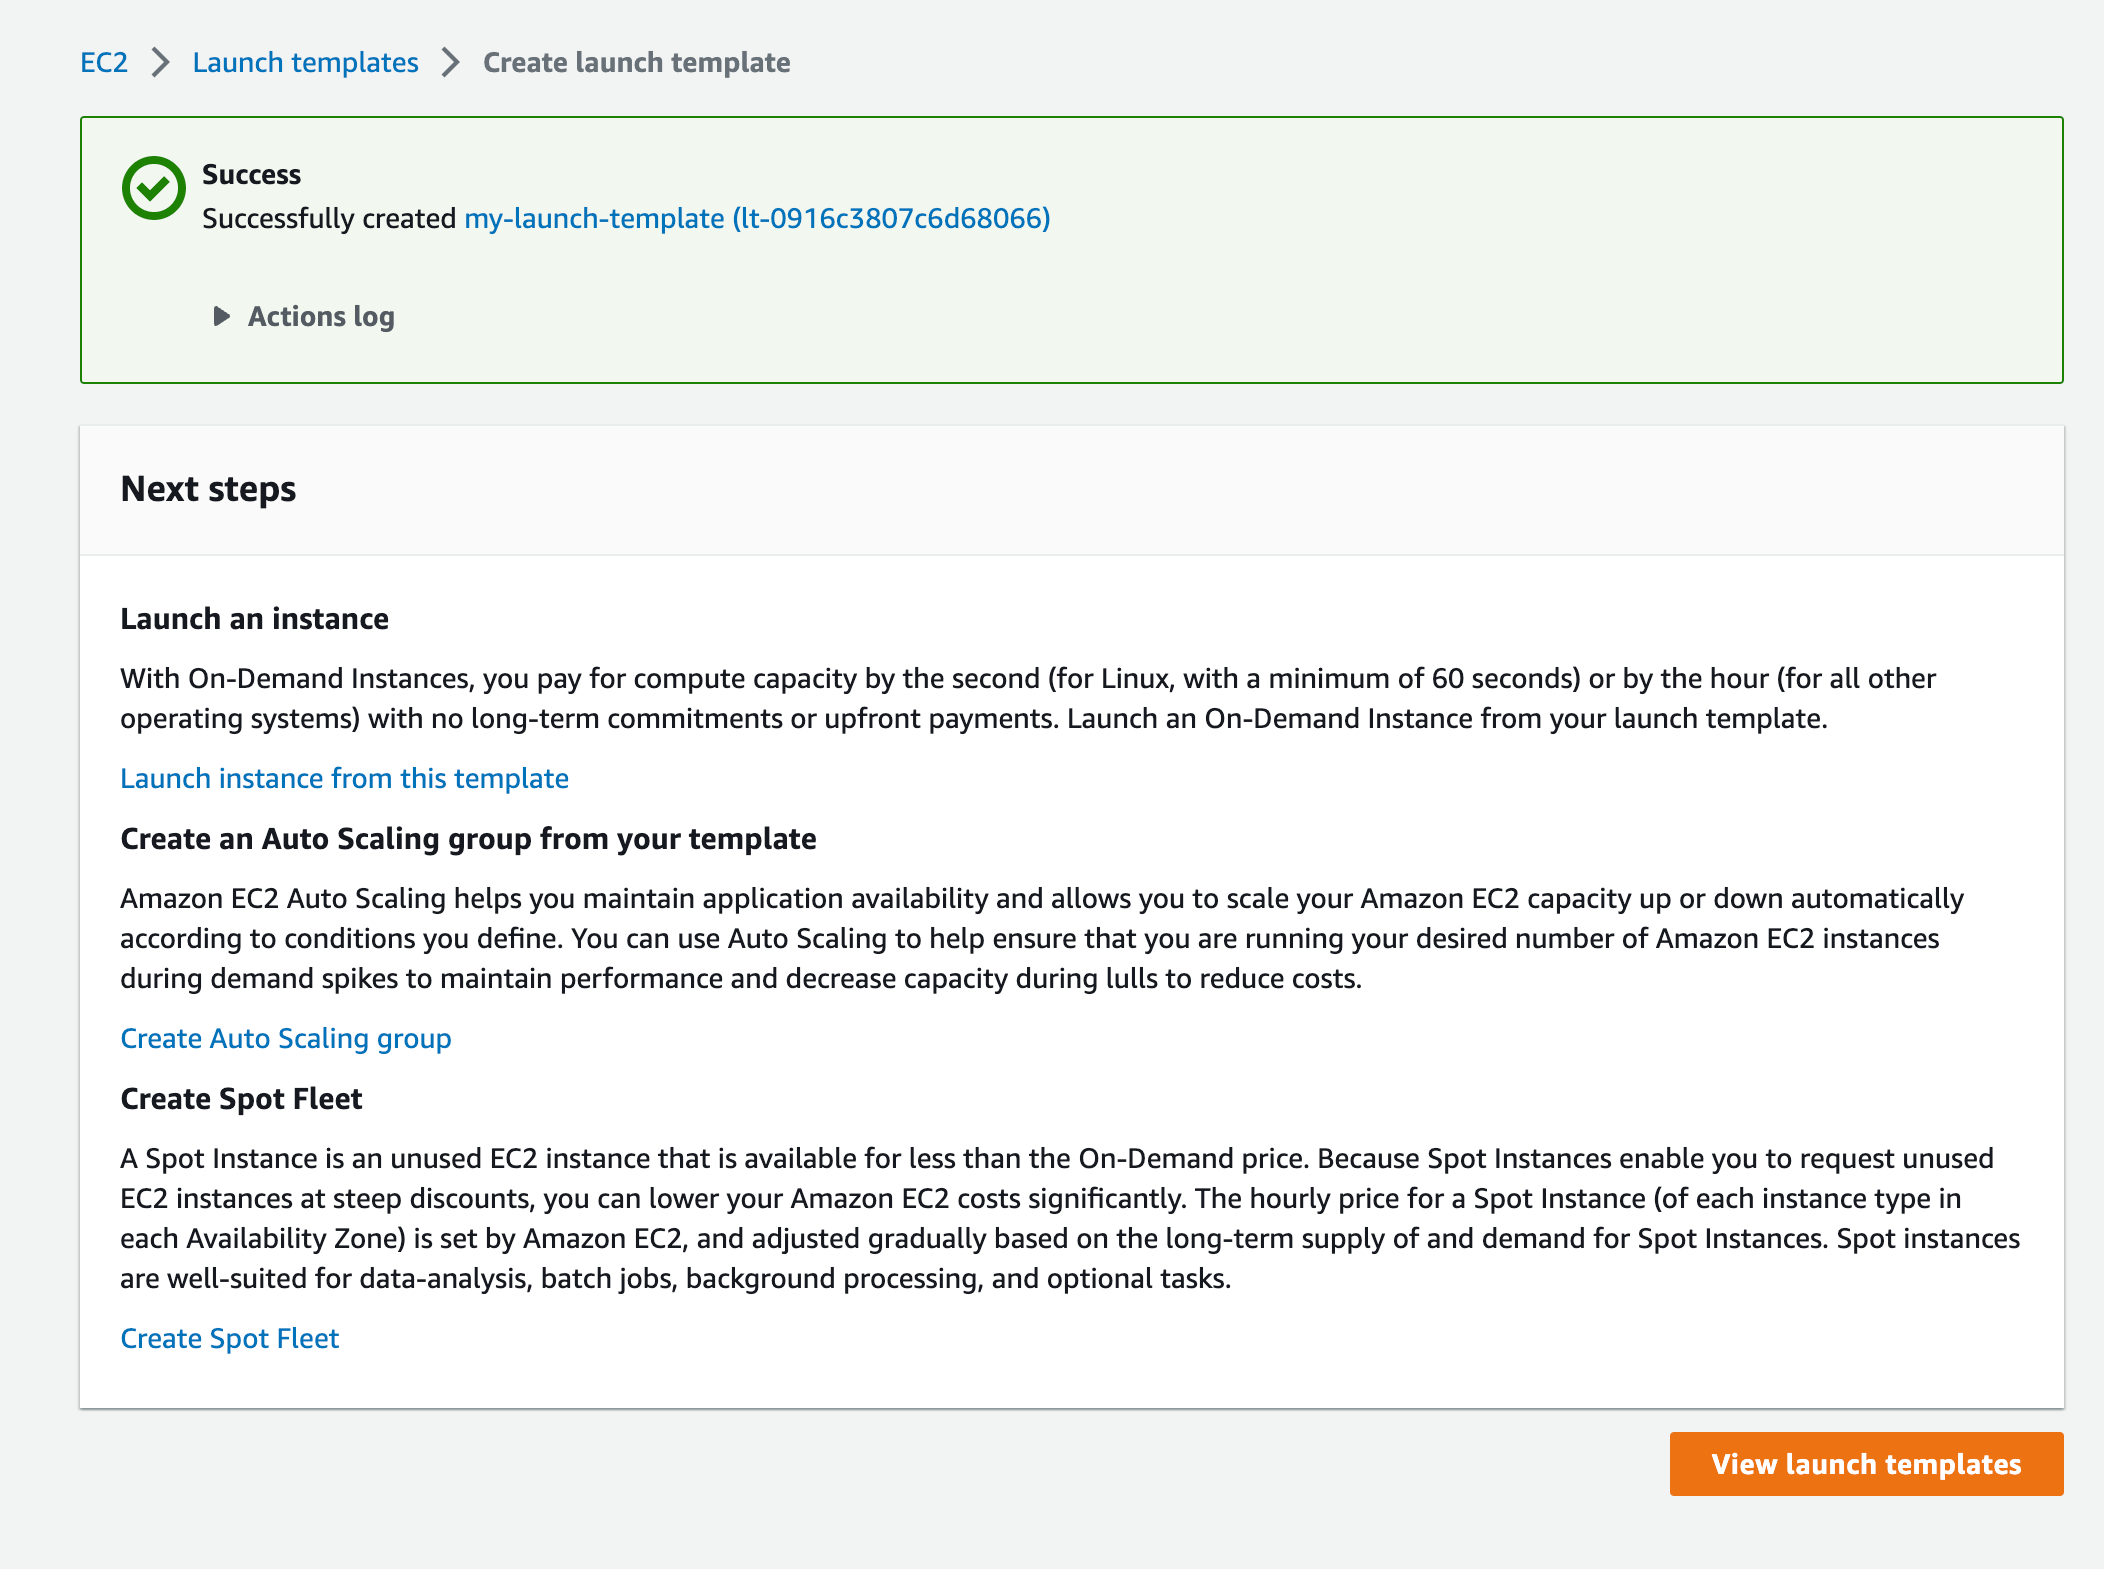 EC2 > Launch templates > Create launch template
Success
Successfully created my-launch-template (lt-0916c3807c6d68066)
Actions log
Next steps
Launch an instance
With On-Demand Instances, you pay for compute capacity by the second (for Linux, with a minimum of 60 seconds) or by the hour (for all other
operating systems) with no long-term commitments or upfront payments. Launch an On-Demand Instance from your launch template.
Launch instance from this template
Create an Auto Scaling group from your template
Amazon EC2 Auto Scaling helps you maintain application availability and allows you to scale your Amazon EC2 capacity up or down automatically
according to conditions you define. You can use Auto Scaling to help ensure that you are running your desired number of Amazon EC2 instances
during demand spikes to maintain performance and decrease capacity during lulls to reduce costs.
Create Auto Scaling group
Create Spot Fleet
A Spot Instance is an unused EC2 instance that is available for less than the On-Demand price. Because Spot Instances enable you to request unused
EC2 instances at steep discounts, you can lower your Amazon EC2 costs significantly. The hourly price for a Spot Instance (of each instance type in
each Availability Zone) is set by Amazon EC2, and adjusted gradually based on the long-term supply of and demand for Spot Instances. Spot instances
are well-suited for data-analysis, batch jobs, background processing, and optional tasks.
Create Spot Fleet
View launch templates